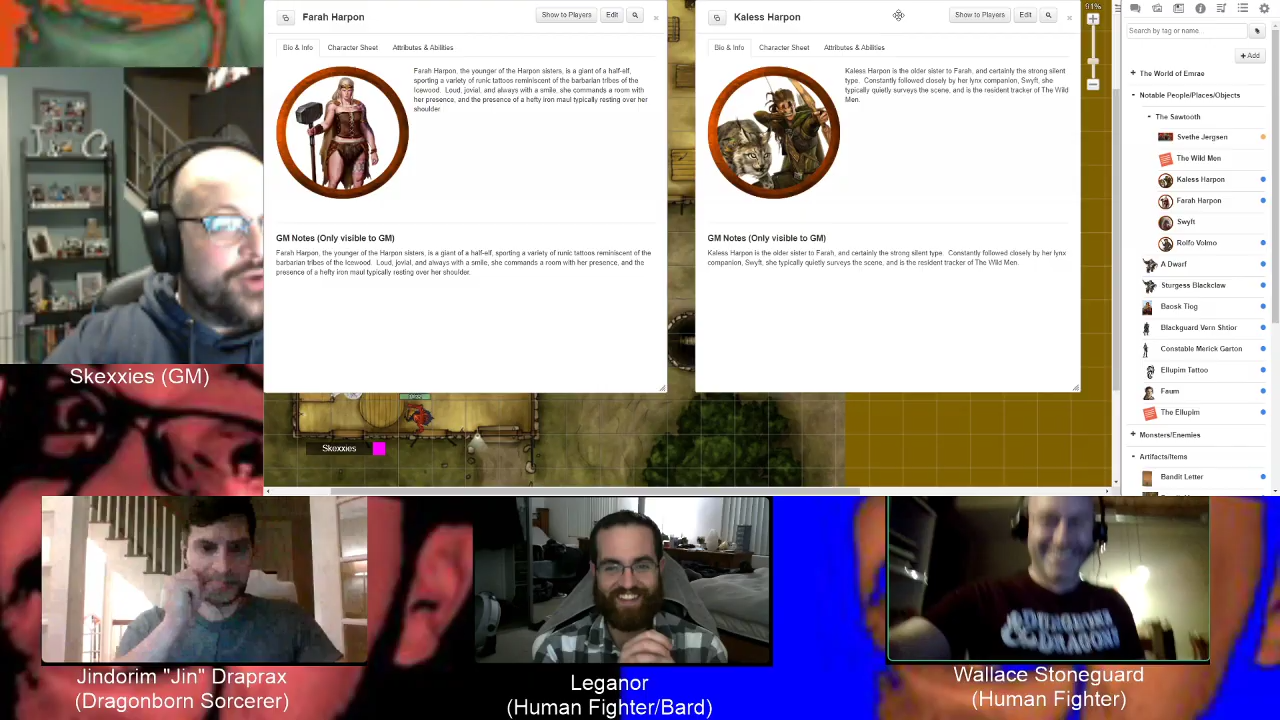 Farah Harpon
Show to Players
Edit
Bio & Info
Character Sheet
Attributes & Abilities
Farah Harpon, the younger of the Harpon sisters, is a giant of a half-elf,
sporting a variety of runic tattoos reminiscent of the barbarian tribes of the
Icewood. Loud, jovial, and always with a smile, she commands a room with
her presence, and the presence of a hefty iron maul typically resting over her
shoulder.
GM Notes (Only visible to GM)
Farah Harpon, the younger of the Harpon sisters, is a giant of a half-elf, sporting a variety of runic tattoos reminiscent of the
barbarian tribes of the Icewood. Loud, jovial, and always with a smile, she commands a room with her presence, and the
presence of a hefty iron maul typically resting over her shoulder.
Kaless Harpon
Show to Players
Edit
Bio & Info
Character Sheet
Attributes & Abilities
Kaless Harpon is the older sister to Farah, and certainly the strong silent
type. Constantly followed closely by her lynx companion, Swyft, she
typically quietly surveys the scene, and is the resident tracker of The Wild
Men.
GM Notes (Only visible to GM)
Kaless Harpon is the older sister to Farah, and certainly the strong silent type. Constantly followed closely by her lynx
companion, Swyft, she typically quietly surveys the scene, and is the resident tracker of The Wild Men.
91%
Search by tag or name...
+ Add
The World of Emrae
Notable People/Places/Objects
The Sawtooth
Svethe Jergsen
The Wild Men
Kaless Harpon
Farah Harpon
Swyft
Rolfo Volmo
A Dwarf
Sturgess Blackclaw
Baosk Tiog
Blackguard Vern Shtior
Constable Merick Garton
Ellupim Tattoo
Faum
The Ellupim
Monsters/Enemies
Artifacts/Items
Bandit Letter
J & C
Skexxies (GM)
Skexxies
DUNGEONS
& DRAGONS
Jindorim "Jin" Draprax
(Dragonborn Sorcerer)
Leganor
(Human Fighter/Bard)
Wallace Stoneguard
(Human Fighter)